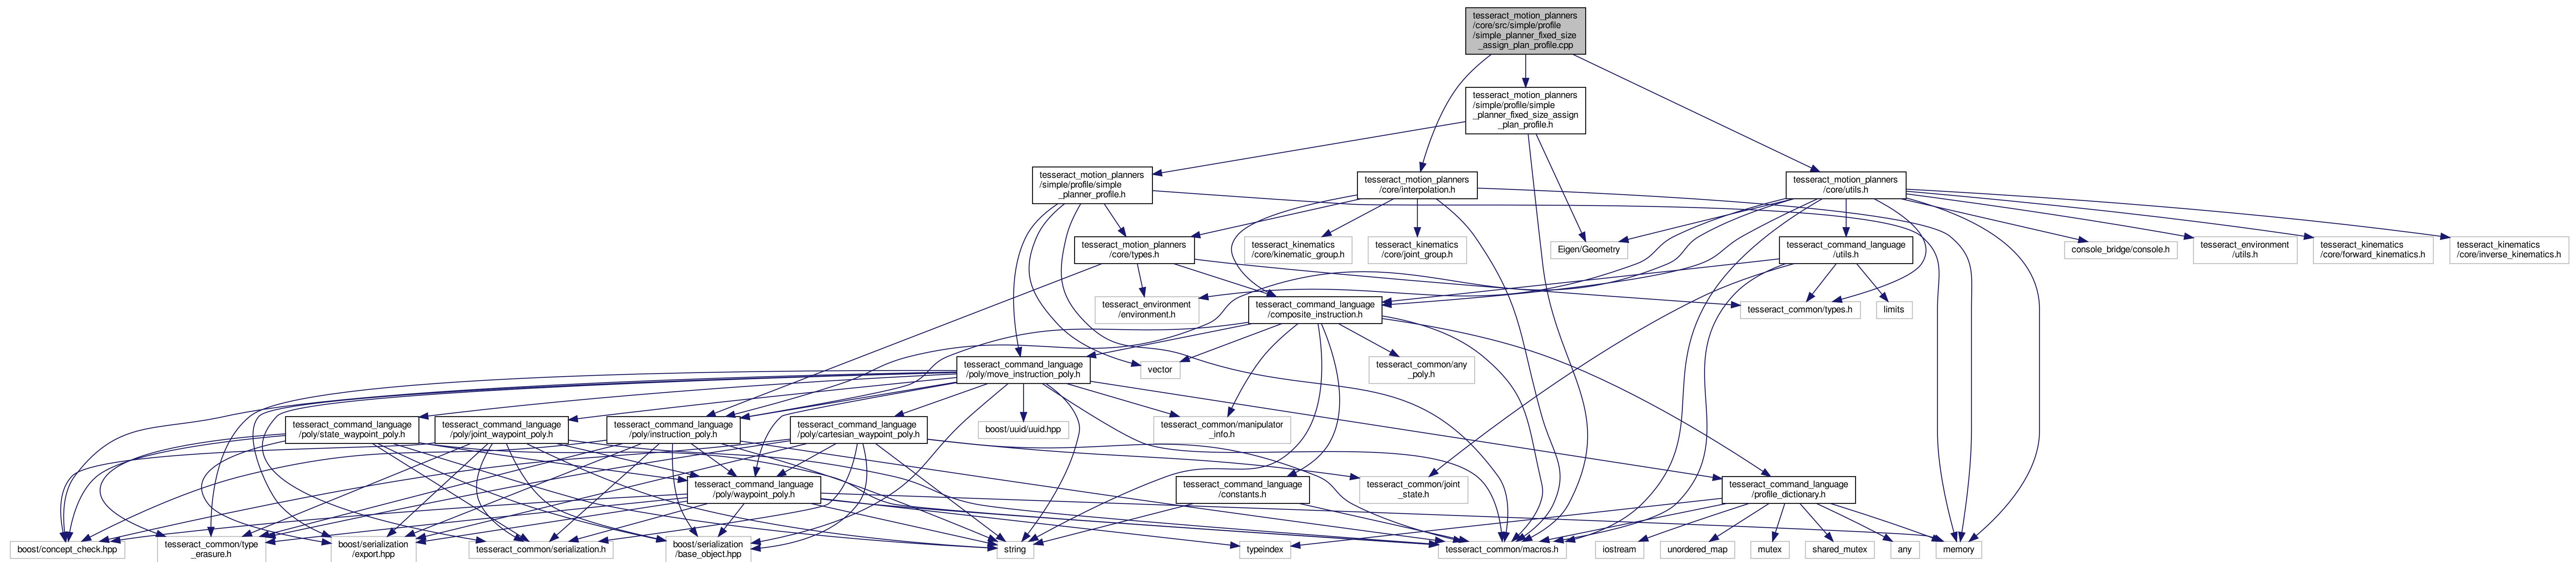 tesseract_motion_planners
/core/src/simple/profile
/simple_planner_fixed_size
_assign_plan_profile.cpp
tesseract_motion_planners
/simple/profile/simple
_planner_fixed_size_assign
_plan_profile.h
tesseract_motion_planners
/simple/profile/simple
_planner_profile.h
tesseract_motion_planners
/core/interpolation.h
tesseract_motion_planners
/core/utils.h
tesseract_motion_planners
/core/types.h
tesseract_kinematics
/core/kinematic_group.h
tesseract_kinematics
/core/joint_group.h
Eigen/Geometry
tesseract_command_language
/utils.h
console_bridge/console.h
tesseract_environment
/utils.h
tesseract_kinematics
/core/forward_kinematics.h
tesseract_kinematics
/core/inverse_kinematics.h
tesseract_environment
/environment.h
tesseract_command_language
/composite_instruction.h
tesseract_common/types.h
limits
tesseract_command_language
/poly/move_instruction_poly.h
vector
tesseract_common/any
_poly.h
tesseract_command_language
/poly/state_waypoint_poly.h
tesseract_command_language
/poly/joint_waypoint_poly.h
tesseract_command_language
/poly/instruction_poly.h
tesseract_command_language
/poly/cartesian_waypoint_poly.h
boost/uuid/uuid.hpp
tesseract_common/manipulator
_info.h
tesseract_command_language
/poly/waypoint_poly.h
tesseract_command_language
/constants.h
tesseract_common/joint
_state.h
tesseract_command_language
/profile_dictionary.h
boost/concept_check.hpp
tesseract_common/type
_erasure.h
boost/serialization
/export.hpp
tesseract_common/serialization.h
boost/serialization
/base_object.hpp
string
typeindex
tesseract_common/macros.h
iostream
unordered_map
mutex
shared_mutex
any
memory